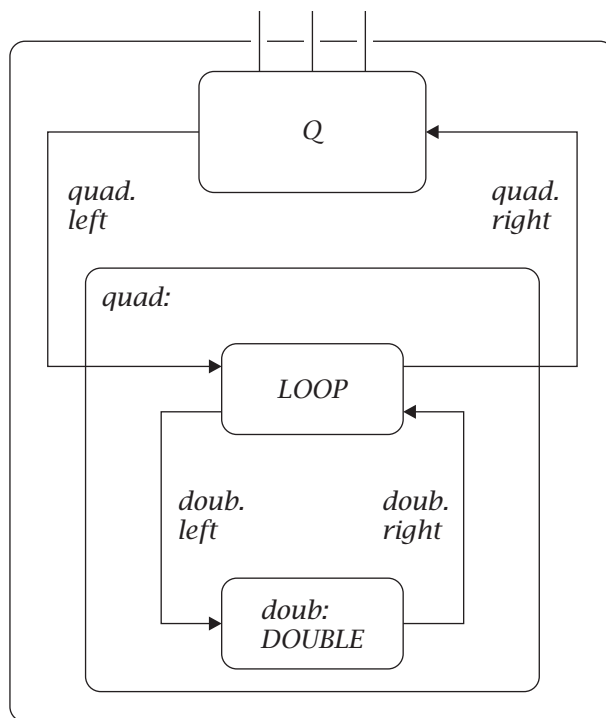 Q
quad.
left
quad.
right
quad:
LOOP
doub.
left
doub.
right
doub:
DOUBLE